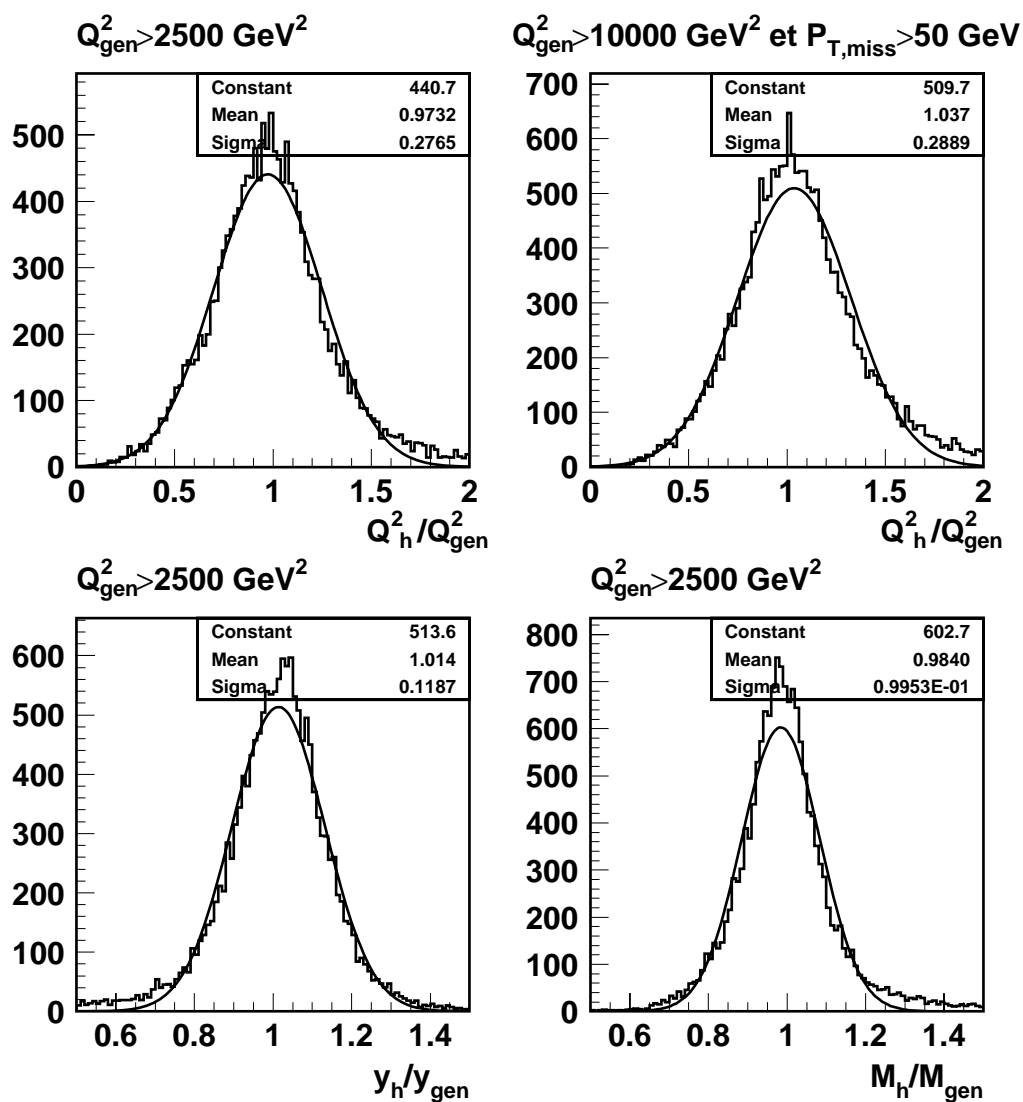 Q²gen>2500 GeV²
Constant 440.7
Mean 0.9732
Sigma 0.2765
500
400
300
200
100
0
0 0.5 1 1.5 2
Q²h/Q²gen
Q²gen>10000 GeV² et PT,miss>50 GeV
Constant 509.7
Mean 1.037
Sigma 0.2889
700
600
500
400
300
200
100
0
0 0.5 1 1.5 2
Q²h/Q²gen
Q²gen>2500 GeV²
Constant 513.6
Mean 1.014
Sigma 0.1187
600
500
400
300
200
100
0
0.6 0.8 1 1.2 1.4
yh/ygen
Q²gen>2500 GeV²
Constant 602.7
Mean 0.9840
Sigma 0.9953E-01
800
700
600
500
400
300
200
100
0
0.6 0.8 1 1.2 1.4
Mh/Mgen